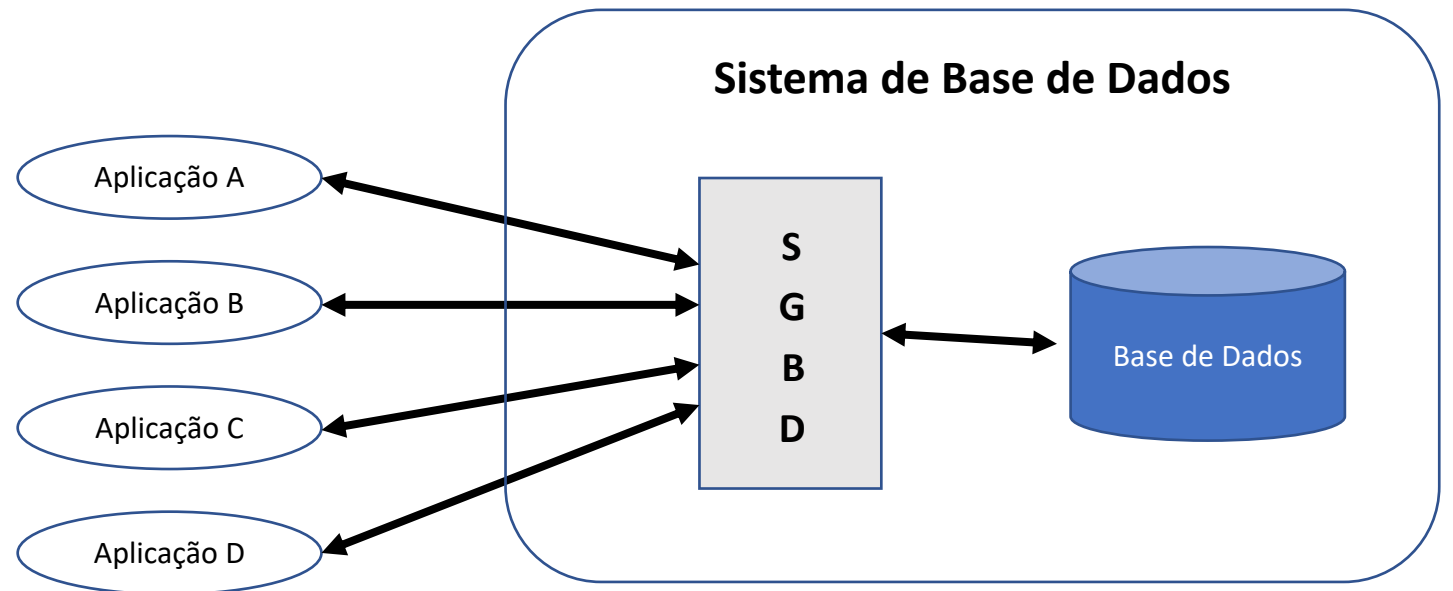 Sistema de Base de Dados
Aplicação A
Aplicação B
Aplicação C
Aplicação D
S
G
B
D
Base de Dados